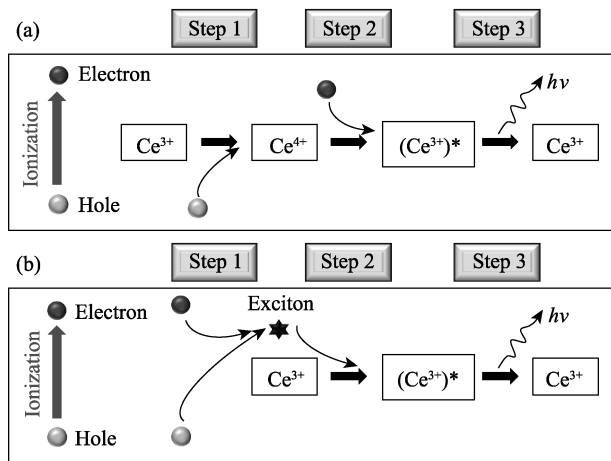 (a) Step 1 Step 2 Step 3
Electron
hν
Ionization
Ce³⁺ Ce⁴⁺ (Ce³⁺)* Ce³⁺
Hole
(b) Step 1 Step 2 Step 3
Electron Exciton
hν
Ionization
Ce³⁺ (Ce³⁺)* Ce³⁺
Hole